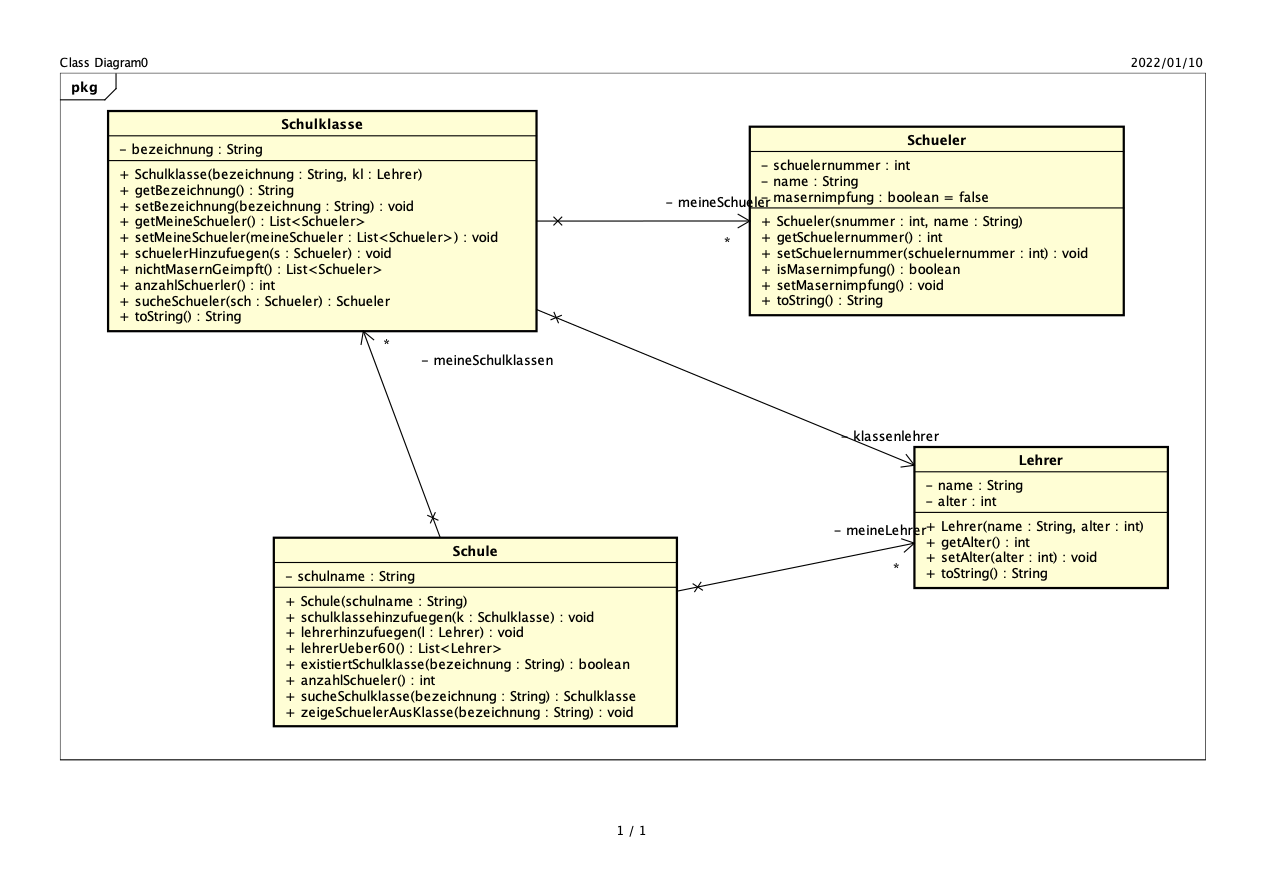 Class Diagram0
2022/01/10
pkg
Schulklasse
- bezeichnung : String
+ Schulklasse(bezeichnung : String, kl : Lehrer)
+ getBezeichnung() : String
+ setBezeichnung(bezeichnung : String) : void
+ getMeineSchueler() : List<Schueler>
+ setMeineSchueler(meineSchueler : List<Schueler>) : void
+ schuelerHinzufuegen(s : Schueler) : void
+ nichtMasernGeimpft() : List<Schueler>
+ anzahlSchuerler() : int
+ sucheSchueler(sch : Schueler) : Schueler
+ toString() : String
- meineSchueler
*
Schueler
- schuelernummer : int
- name : String
- masernimpfung : boolean = false
+ Schueler(snummer : int, name : String)
+ getSchuelernummer() : int
+ setSchuelernummer(schuelernummer : int) : void
+ isMasernimpfung() : boolean
+ setMasernimpfung() : void
+ toString() : String
*
- meineSchulklassen
- klassenlehrer
Lehrer
- name : String
- alter : int
+ Lehrer(name : String, alter : int)
+ getAlter() : int
+ setAlter(alter : int) : void
+ toString() : String
- meineLehrer
*
Schule
- schulname : String
+ Schule(schulname : String)
+ schulklassehinzufuegen(k : Schulklasse) : void
+ lehrerhinzufuegen(l : Lehrer) : void
+ lehrerUeber60() : List<Lehrer>
+ existiertSchulklasse(bezeichnung : String) : boolean
+ anzahlSchueler() : int
+ sucheSchulklasse(bezeichnung : String) : Schulklasse
+ zeigeSchuelerAusKlasse(bezeichnung : String) : void
1 / 1